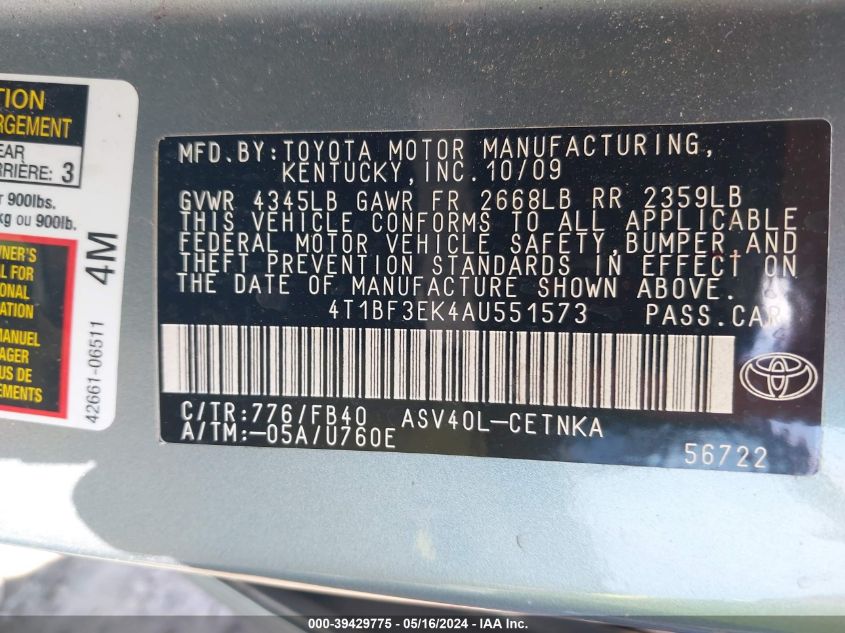 TION
RGEMENT
EAR
RRIÈRE: 3
900lbs.
kg ou 900lb.
WNER'S
L FOR
IONAL
ATION
MANUEL
AGER
US DE
EMENTS
4M
42661-06511
MFD.BY:TOYOTA MOTOR MANUFACTURING,
KENTUCKY,INC.10/09
GVWR 4345LB GAWR FR 2668LB RR 2359LB
THIS VEHICLE CONFORMS TO ALL APPLICABLE
FEDERAL MOTOR VEHICLE SAFETY,BUMPER,AND
THEFT PREVENTION STANDARDS IN EFFECT ON
THE DATE OF MANUFACTURE SHOWN ABOVE.
4T1BF3EK4AU551573 PASS.CAR
C/TR:776/FB40 ASV40L-CETNKA
A/TM:-05A/U760E
56722
000-39429775 - 05/16/2024 - IAAI.COM